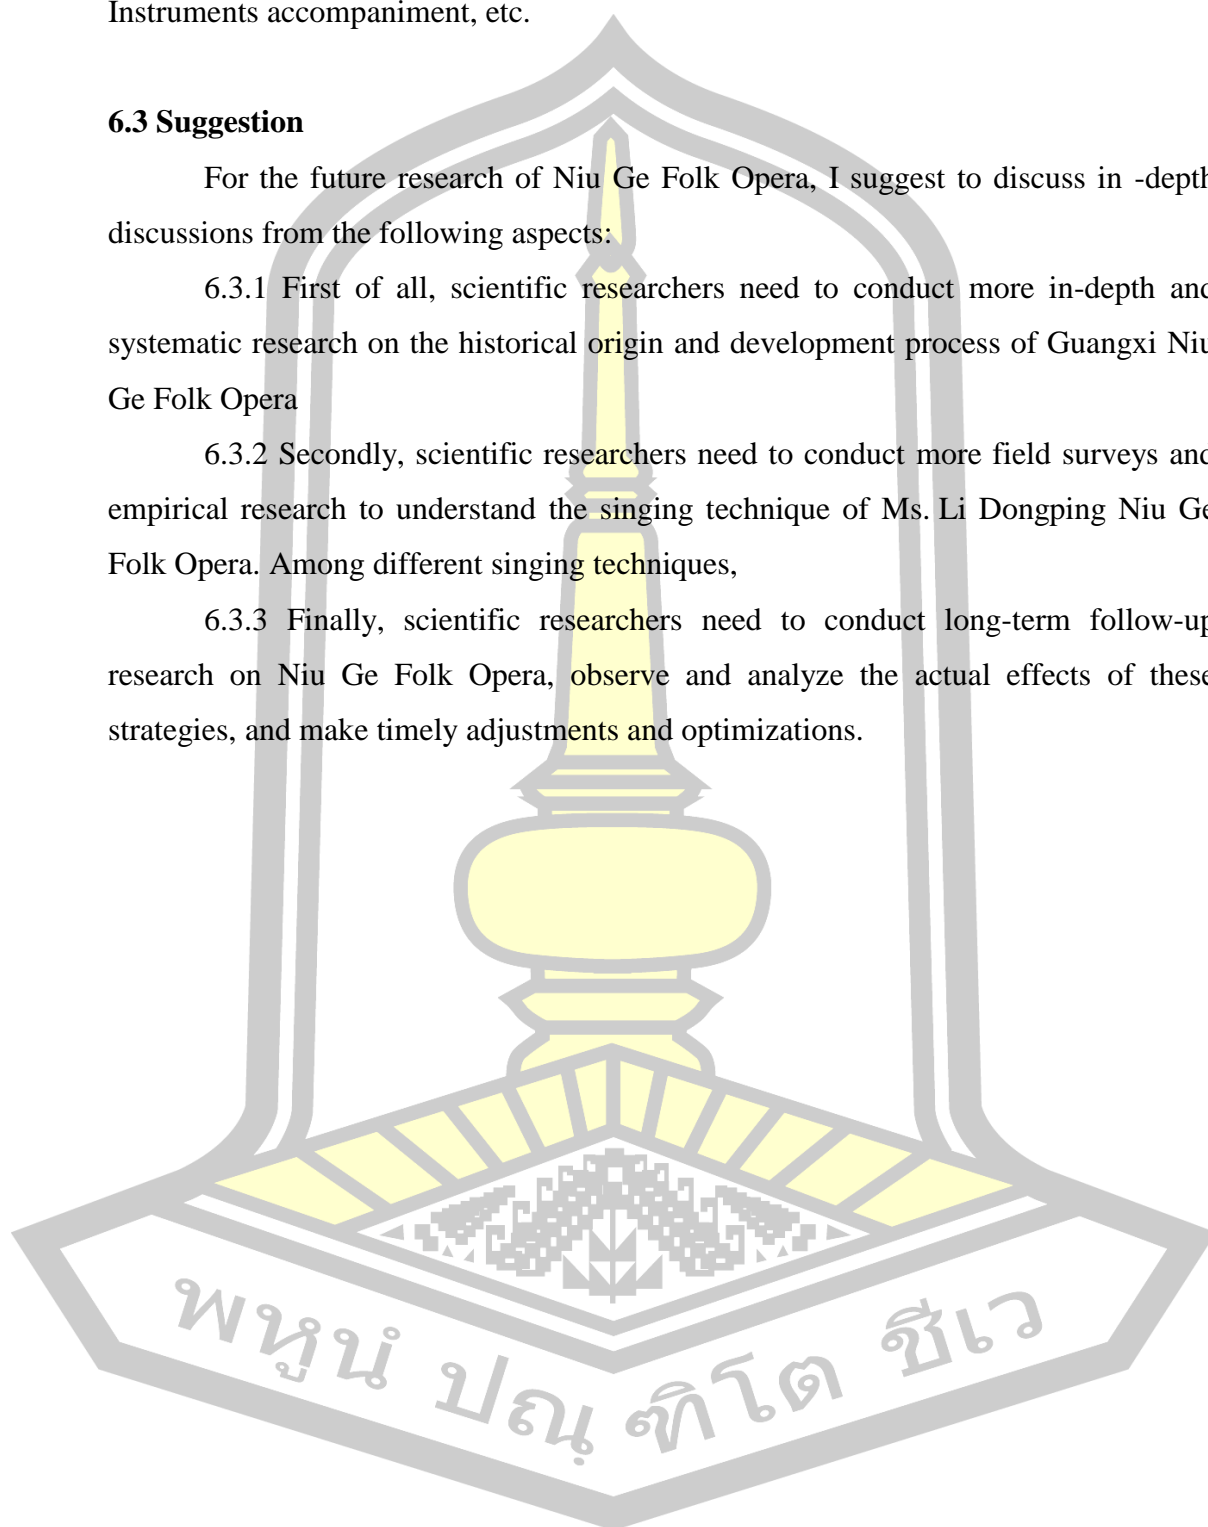 Instruments accompaniment, etc.
6.3 Suggestion
For the future research of Niu Ge Folk Opera, I suggest to discuss in -depth
discussions from the following aspects:
6.3.1 First of all, scientific researchers need to conduct more in-depth and
systematic research on the historical origin and development process of Guangxi Niu
Ge Folk Opera
6.3.2 Secondly, scientific researchers need to conduct more field surveys and
empirical research to understand the singing technique of Ms. Li Dongping Niu Ge
Folk Opera. Among different singing techniques,
6.3.3 Finally, scientific researchers need to conduct long-term follow-up
research on Niu Ge Folk Opera, observe and analyze the actual effects of these
strategies, and make timely adjustments and optimizations.
พหูนํ ปณฺฑิโต ชีเว